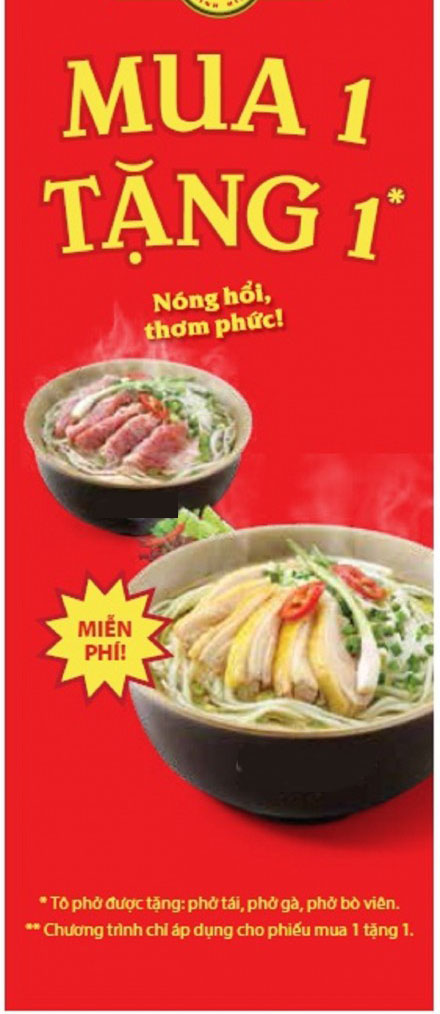 MUA 1
TẶNG 1*
Nóng hổi,
thơm phức!
MIỄN
PHÍ!
* Tô phở được tặng: phở tái, phở gà, phở bò viên.
** Chương trình chỉ áp dụng cho phiếu mua 1 tặng 1.